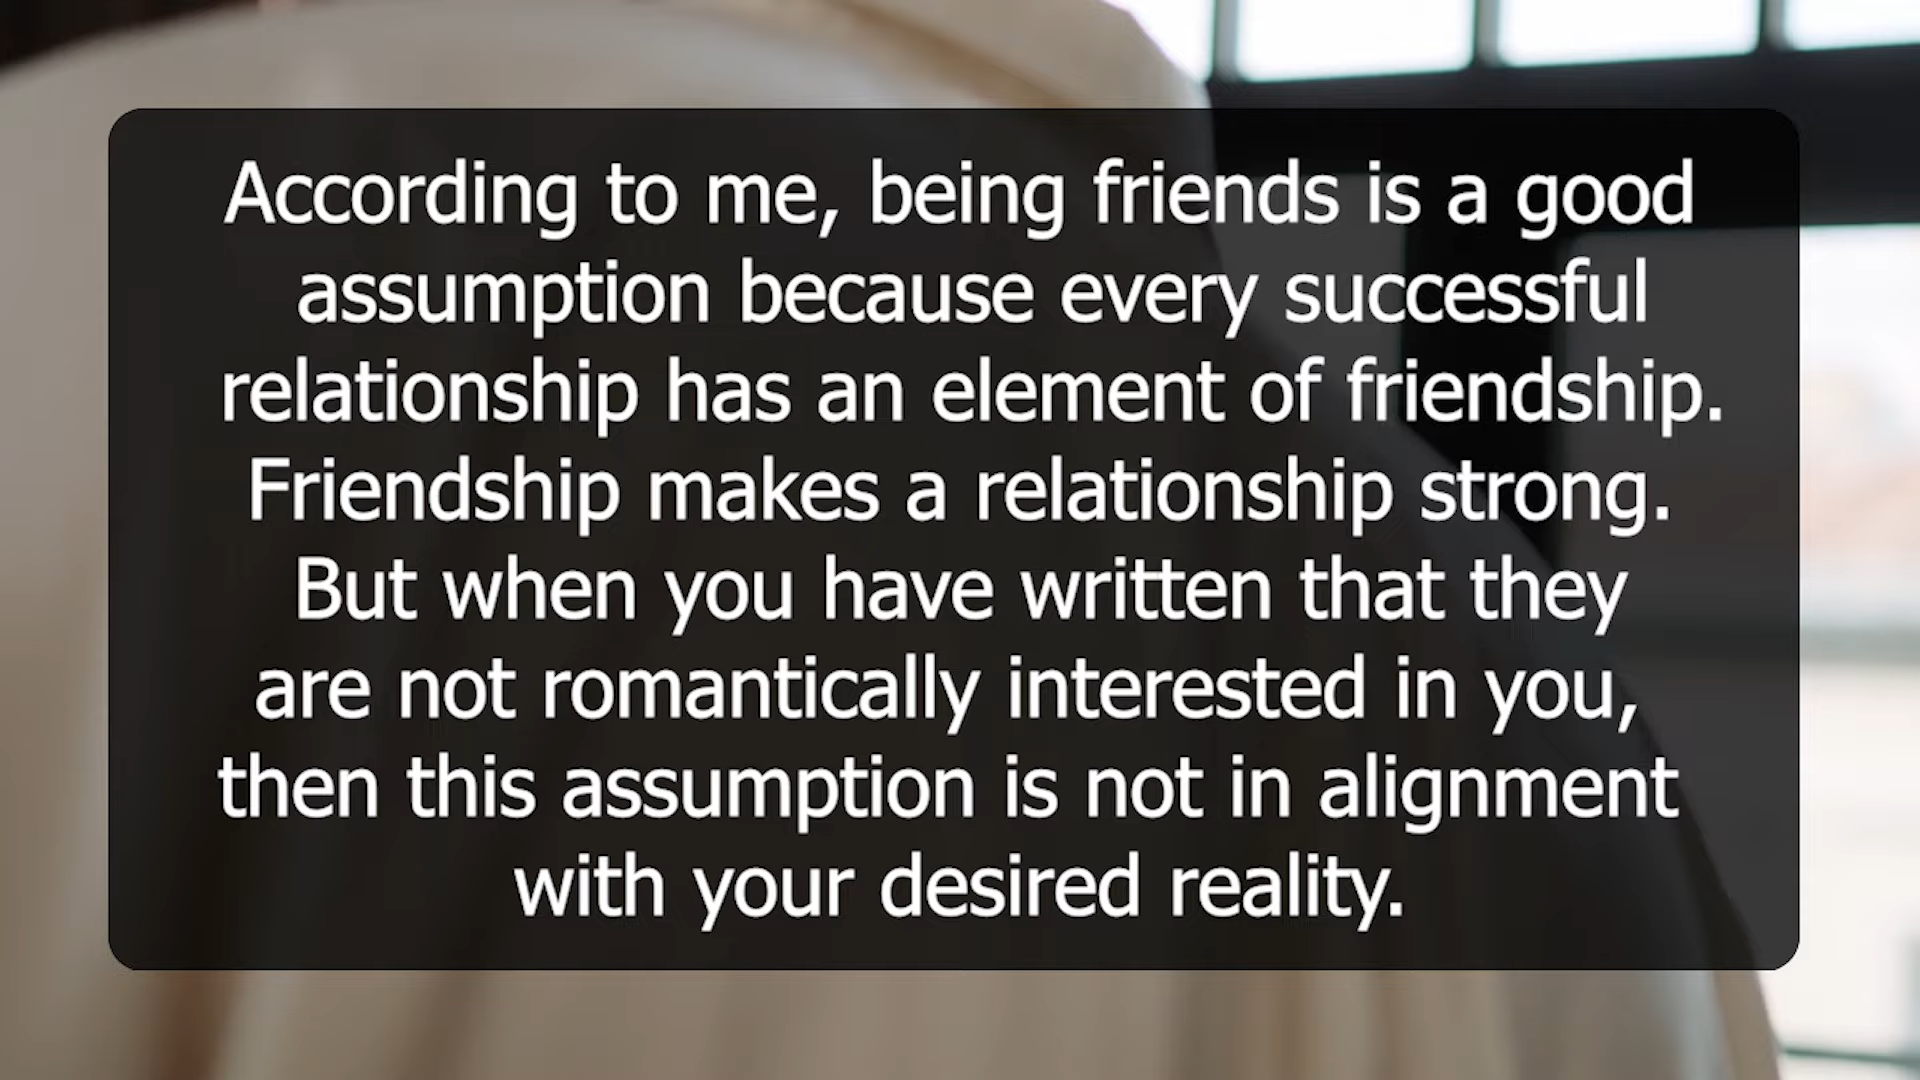 According to me, being friends is a good
assumption because every successful
relationship has an element of friendship.
Friendship makes a relationship strong.
But when you have written that they
are not romantically interested in you,
then this assumption is not in alignment
with your desired reality.